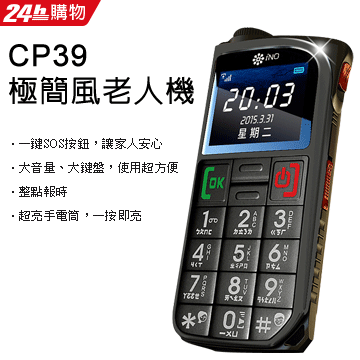 24h購物
CP39
極簡風老人機
· 一鍵SOS按鈕，讓家人安心
· 大音量、大鍵盤，使用超方便
· 整點報時
· 超亮手電筒，一按即亮
iNO
20:03
2015.3.31
星期二
OK
1
2 ABC
3 DEF
4 GHI
5 JKL
6 MNO
7 PQRS
8 TUV
9 WXYZ
* 0 #